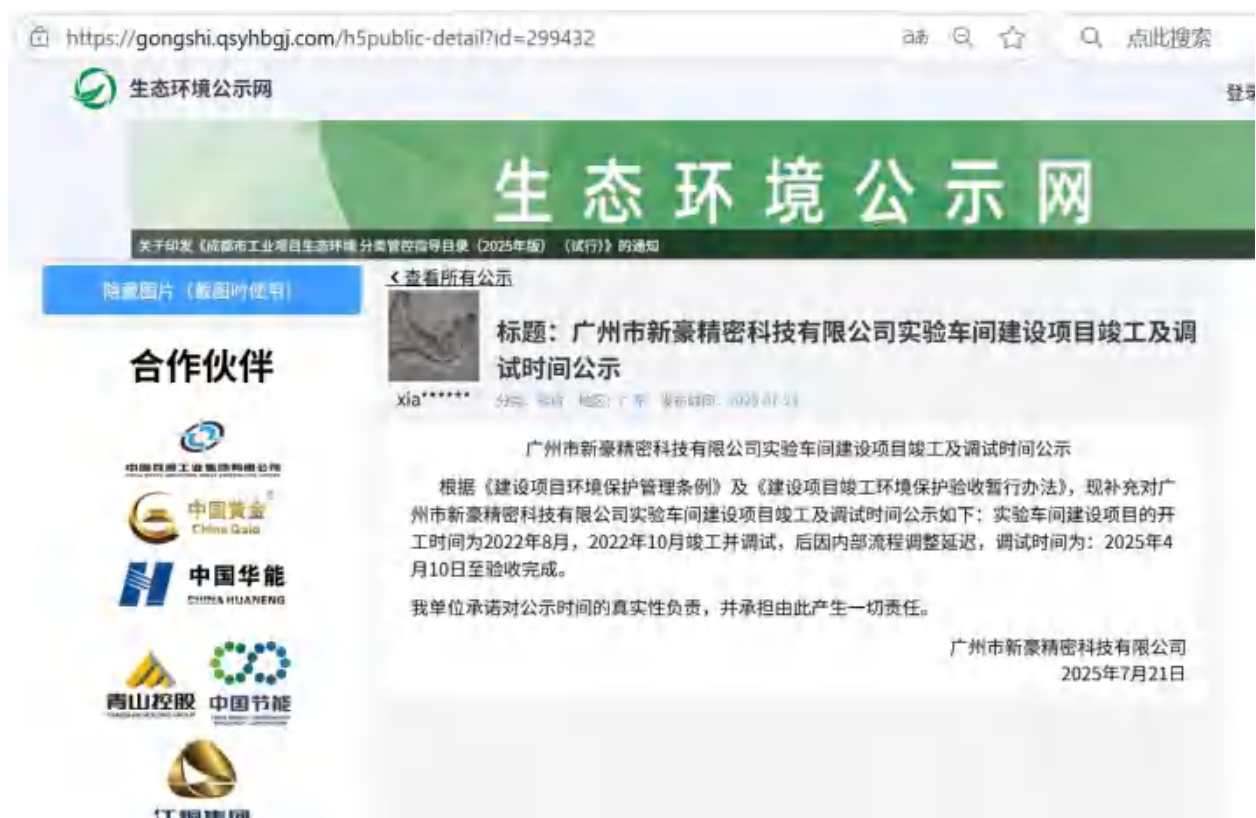 https://gongshi.qsyhbgj.com/h5public-detail?id=299432
点此搜索
生态环境公示网
登录
生态环境公示网
关于印发《成都市工业项目生态环境分类管控指导目录（2025年版）（试行）》的通知
隐藏图片（截图时使用）
< 查看所有公示
合作伙伴
标题：广州市新豪精密科技有限公司实验车间建设项目竣工及调
试时间公示
xia******
广州市新豪精密科技有限公司实验车间建设项目竣工及调试时间公示
中国黄金
China Gold
根据《建设项目环境保护管理条例》及《建设项目竣工环境保护验收暂行办法》，现补充对广
州市新豪精密科技有限公司实验车间建设项目竣工及调试时间公示如下：实验车间建设项目的开
工时间为2022年8月，2022年10月竣工并调试，后因内部流程调整延迟，调试时间为：2025年4
月10日至验收完成。
中国华能
CHINA HUANENG
我单位承诺对公示时间的真实性负责，并承担由此产生一切责任。
广州市新豪精密科技有限公司
2025年7月21日
青山控股
中国节能